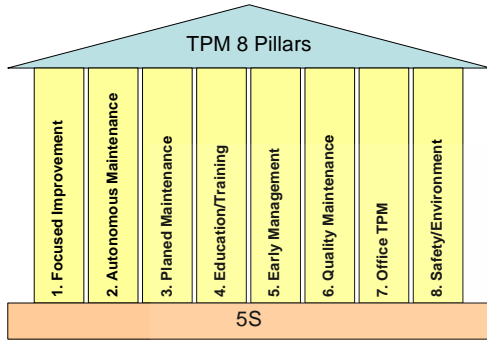 TPM 8 Pillars
1. Focused Improvement
2. Autonomous Maintenance
3. Planed Maintenance
4. Education/Training
5. Early Management
6. Quality Maintenance
7. Office TPM
8. Safety/Environment
5S